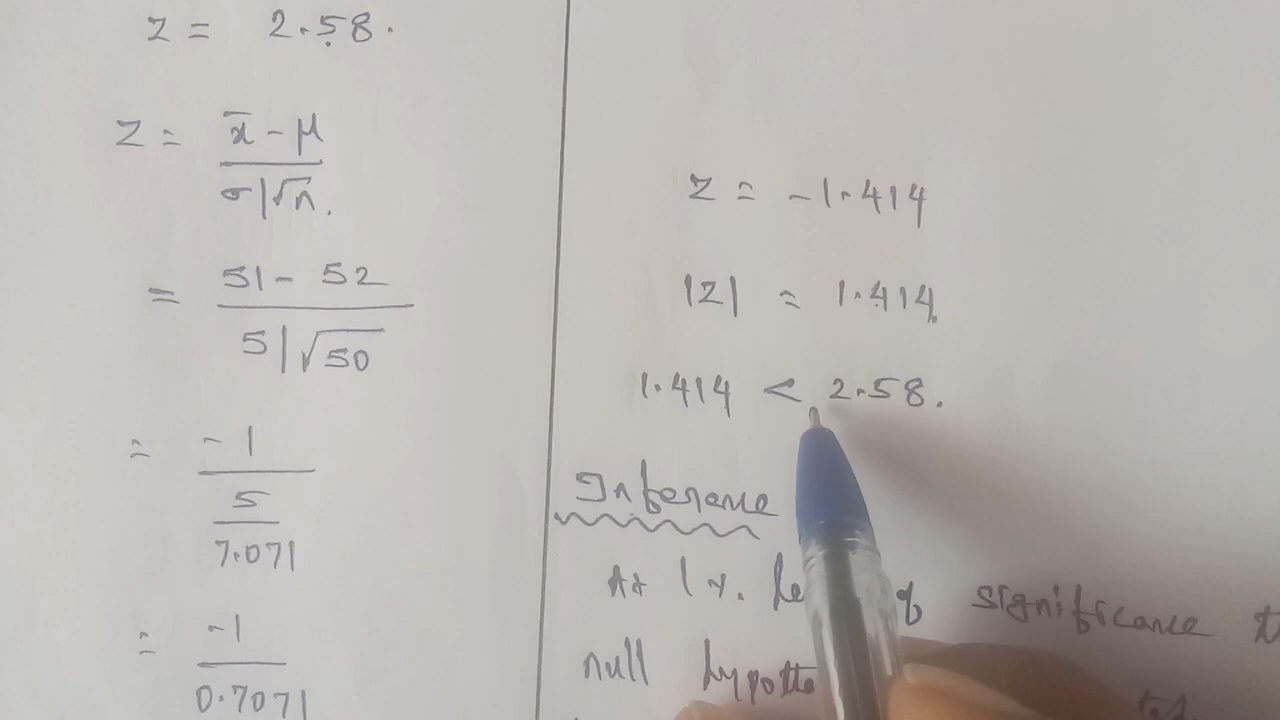 z = 2.58.
Z = x̄ - μ
σ/√n.
= 51 - 52
5/√50
= -1
5
7.071
= -1
0.7071
z = -1.414
|z| = 1.414.
1.414 < 2.58.
Inference
At 1%. of significance
null